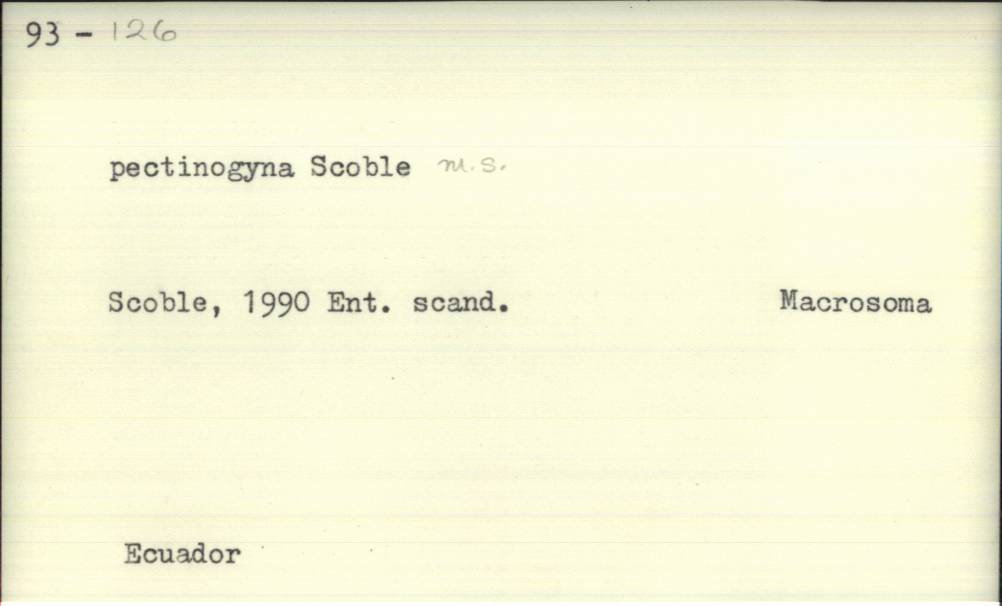 93 - 126
pectinogyna Scoble m.s.
Scoble, 1990 Ent. scand. Macrosoma
Ecuador